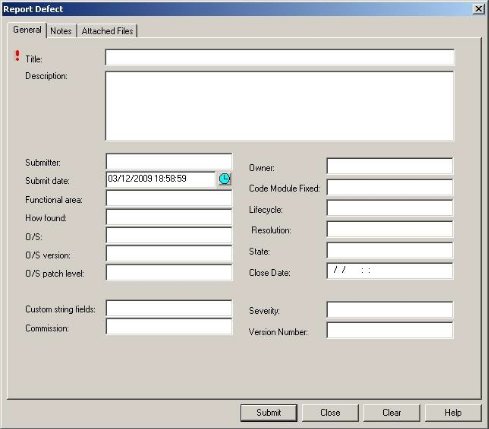 Report Defect
General Notes Attached Files
! Title:
Description:
Submitter:
Submit date: 03/12/2009 18:58:59
Functional area:
How found:
O/S:
O/S version:
O/S patch level:
Custom string fields:
Commission:
Owner:
Code Module Fixed:
Lifecycle:
Resolution:
State:
Close Date: / / : :
Severity:
Version Number:
Submit Close Clear Help